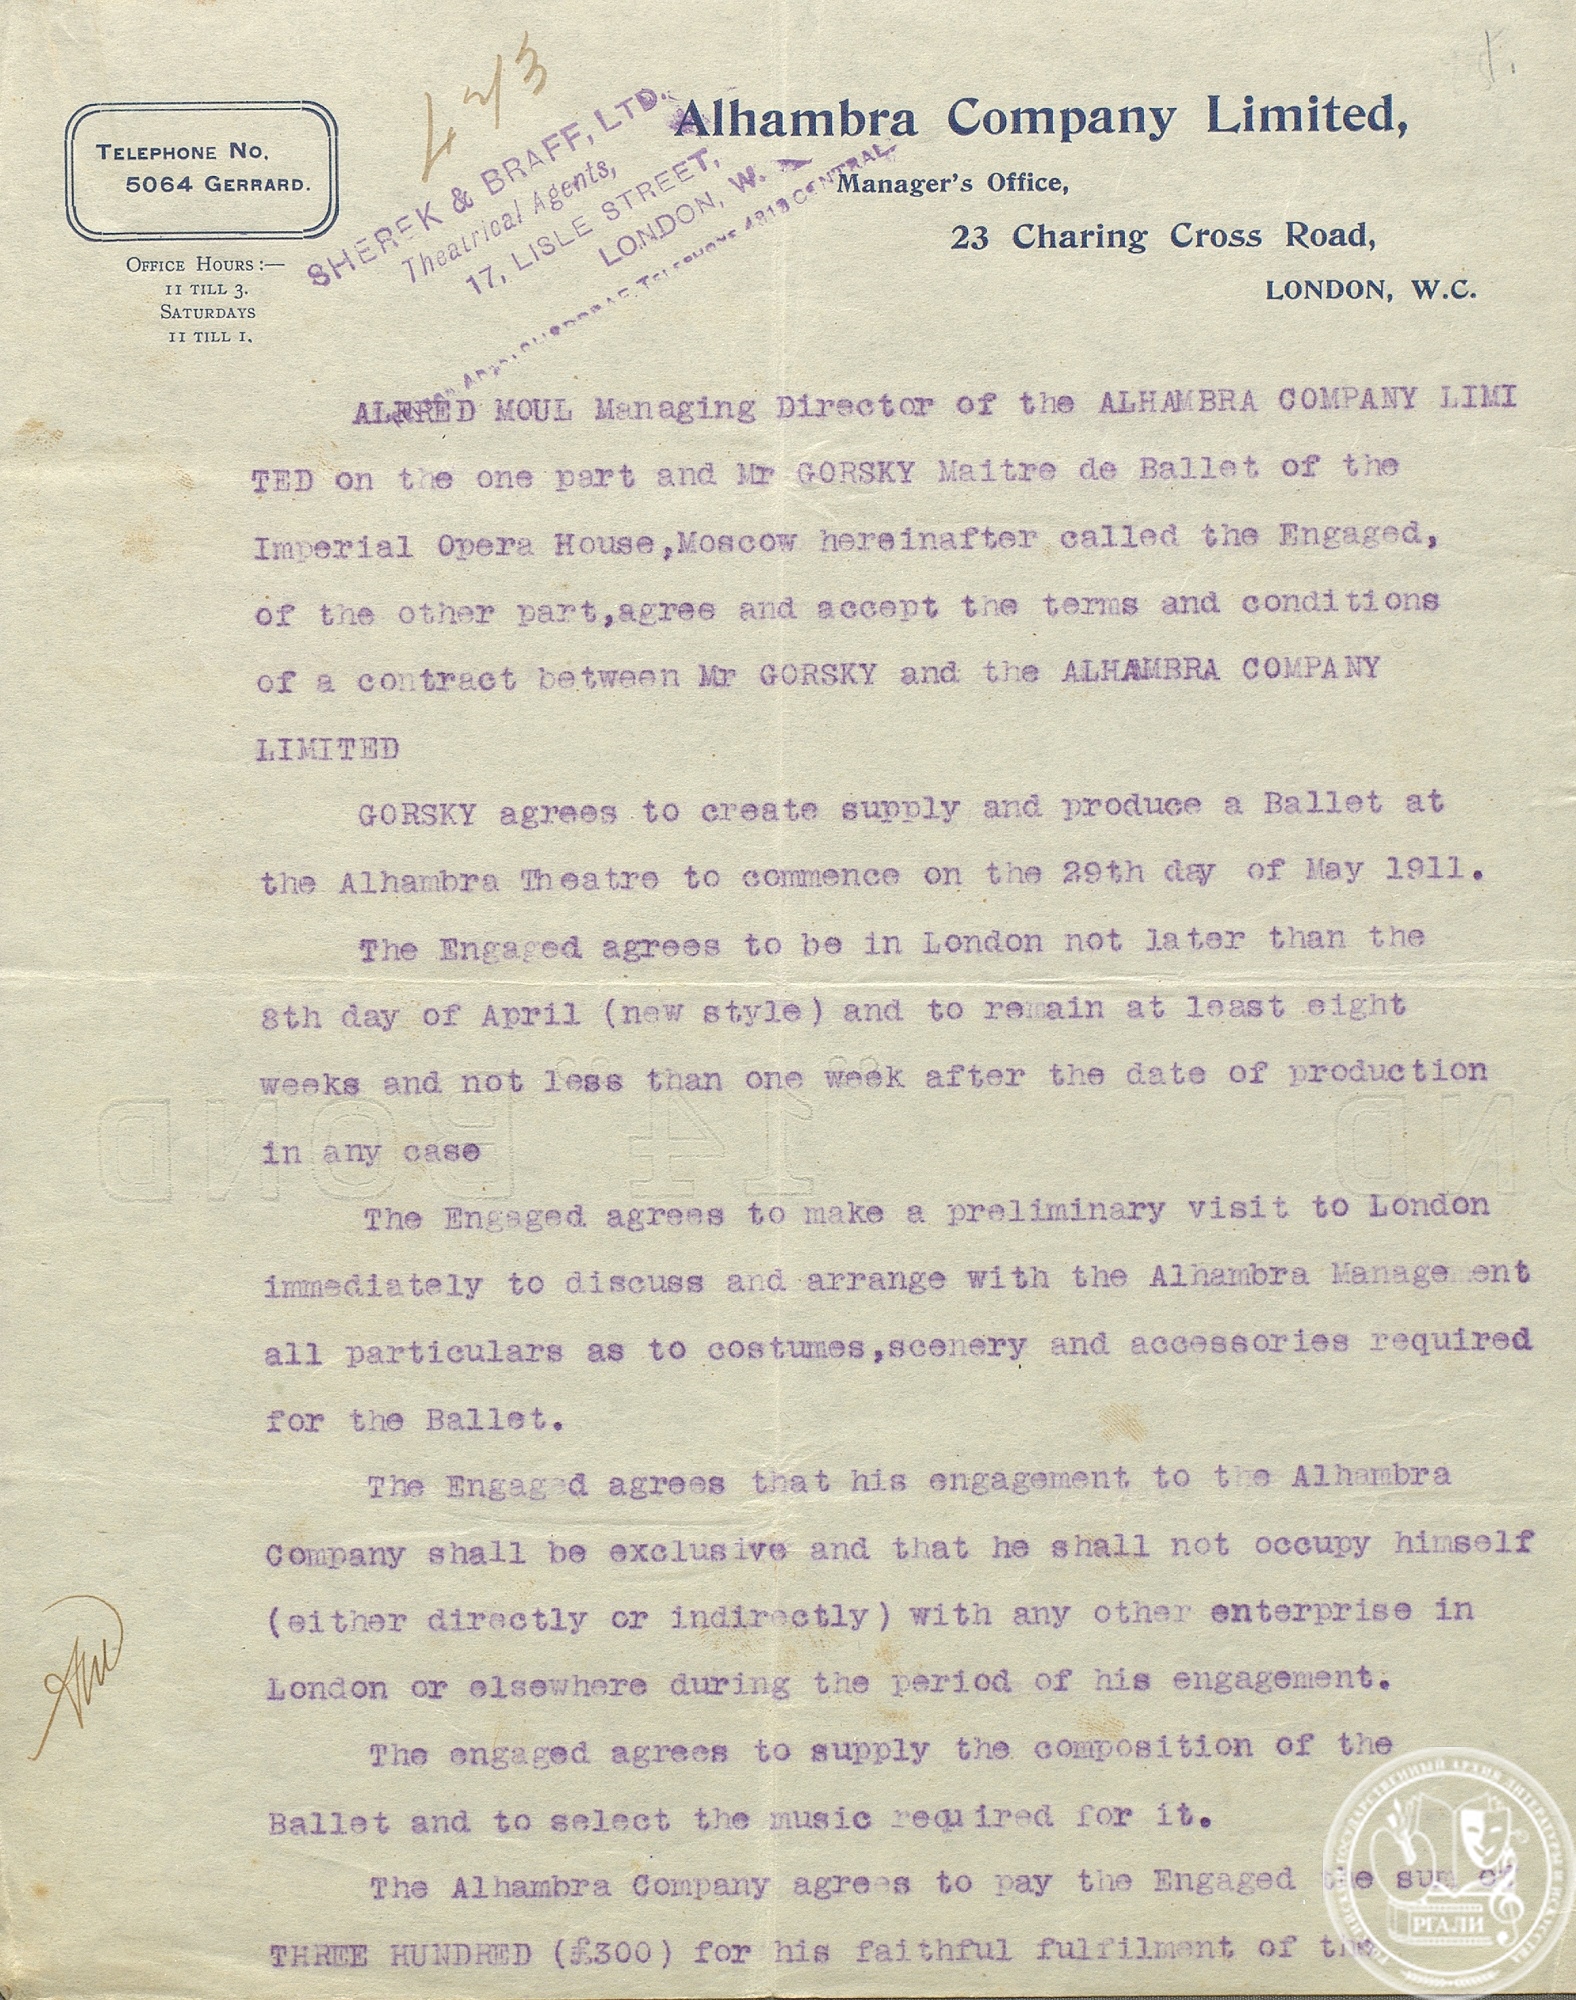 Telephone No.
5064 Gerrard.
Office Hours:—
11 till 3.
Saturdays
11 till 1.
SHEREK & BRAFF, LTD.
Theatrical Agents,
17, LISLE STREET,
LONDON, W.
TELEPHONE 4819 CENTRAL
Alhambra Company Limited,
Manager's Office,
23 Charing Cross Road,
LONDON, W.C.
ALFRED MOUL Managing Director of the ALHAMBRA COMPANY LIMI
TED on the one part and Mr GORSKY Maitre de Ballet of the
Imperial Opera House,Moscow hereinafter called the Engaged,
of the other part,agree and accept the terms and conditions
of a contract between Mr GORSKY and the ALHAMBRA COMPANY
LIMITED
GORSKY agrees to create supply and produce a Ballet at
the Alhambra Theatre to commence on the 29th day of May 1911.
The Engaged agrees to be in London not later than the
8th day of April (new style) and to remain at least eight
weeks and not less than one week after the date of production
in any case
The Engaged agrees to make a preliminary visit to London
immediately to discuss and arrange with the Alhambra Management
all particulars as to costumes,scenery and accessories required
for the Ballet.
The Engaged agrees that his engagement to the Alhambra
Company shall be exclusive and that he shall not occupy himself
(either directly or indirectly) with any other enterprise in
London or elsewhere during the period of his engagement.
The engaged agrees to supply the composition of the
Ballet and to select the music required for it.
The Alhambra Company agrees to pay the Engaged the sum of
THREE HUNDRED (£300) for his faithful fulfilment of the
РГАЛИ